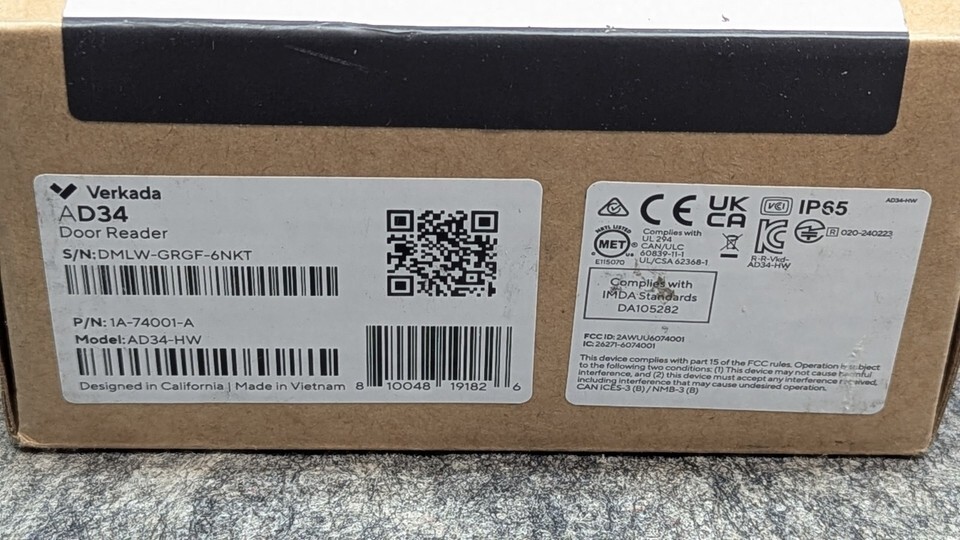 Verkada
AD34
Door Reader
S/N:DMLW-GRGF-6NKT
P/N: 1A-74001-A
Model:AD34-HW
Designed in California | Made in Vietnam
8 10048 19182 6
CE UKCA VCI IP65
AD34-HW
NRTL LISTED
MET
C US
E115070
Complies with
UL 294
CAN/ULC
60839-11-1
UL/CSA 62368-1
R-R-Vkd-
AD34-HW
R 020-240223
Complies with
IMDA Standards
DA105282
FCC ID: 2AWUU6074001
IC: 26271-6074001
This device complies with part 15 of the FCC rules. Operation is subject
to the following two conditions: (1) This device may not cause harmful
interference, and (2) this device must accept any interference received,
including interference that may cause undesired operation.
CAN ICES-3 (B) / NMB-3 (B)